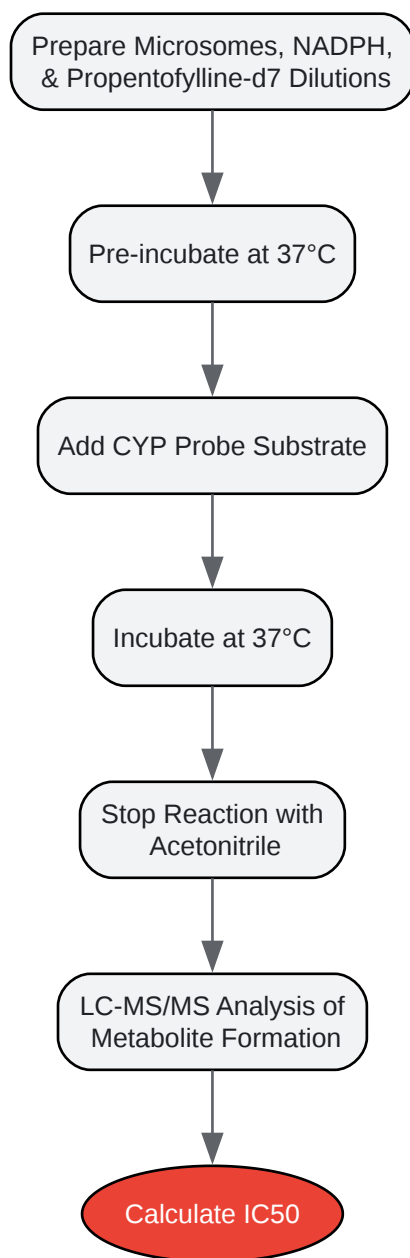 Prepare Microsomes, NADPH,
& Propentofylline-d7 Dilutions
Pre-incubate at 37°C
Add CYP Probe Substrate
Incubate at 37°C
Stop Reaction with
Acetonitrile
LC-MS/MS Analysis of
Metabolite Formation
Calculate IC50